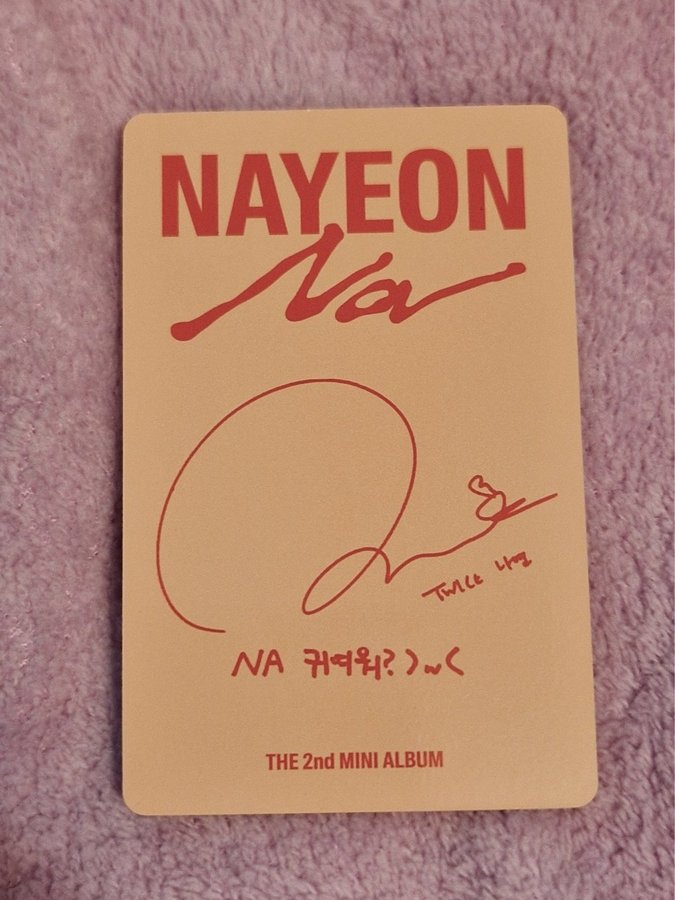 NAYEON
NA
TWICE 나연
NA 귀여워? >~<
THE 2nd MINI ALBUM